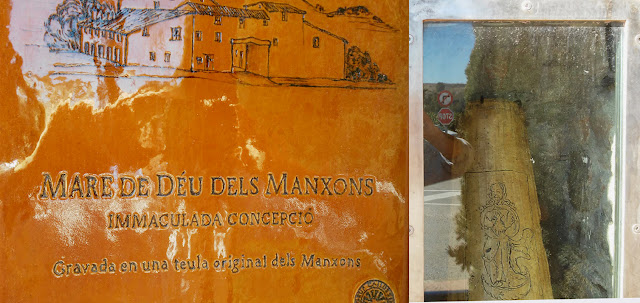 MARE DE DÉU DELS MANXONS
IMMACULADA CONCEPCIÓ
Gravada en una teula original dels Manxons